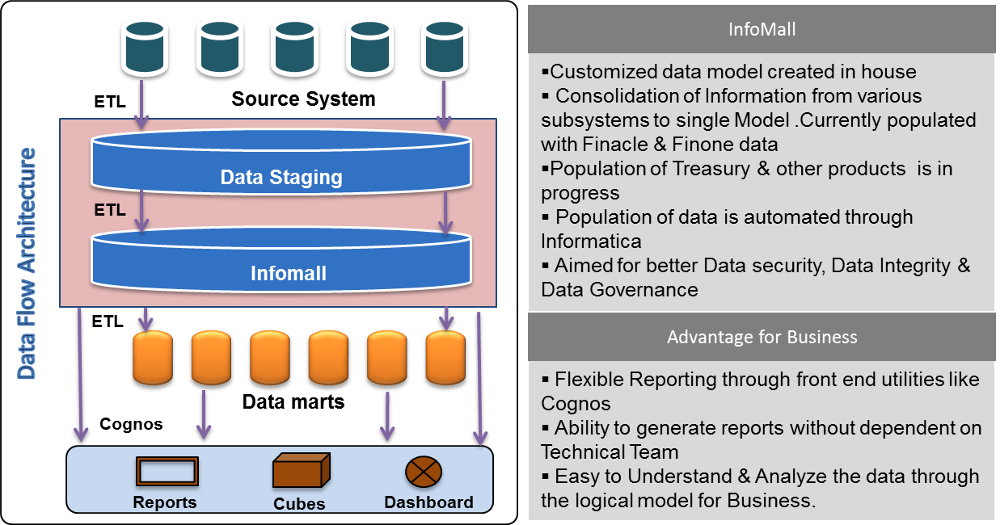 Data Flow Architecture
ETL
Source System
Data Staging
ETL
Infomall
ETL
Data marts
Cognos
Reports
Cubes
Dashboard
InfoMall
▪Customized data model created in house
▪ Consolidation of Information from various
subsystems to single Model .Currently populated
with Finacle & Finone data
▪Population of Treasury & other products  is in
progress
▪ Population of data is automated through
Informatica
▪ Aimed for better Data security, Data Integrity &
Data Governance
Advantage for Business
▪ Flexible Reporting through front end utilities like
Cognos
▪ Ability to generate reports without dependent on
Technical Team
▪ Easy to Understand & Analyze the data through
the logical model for Business.